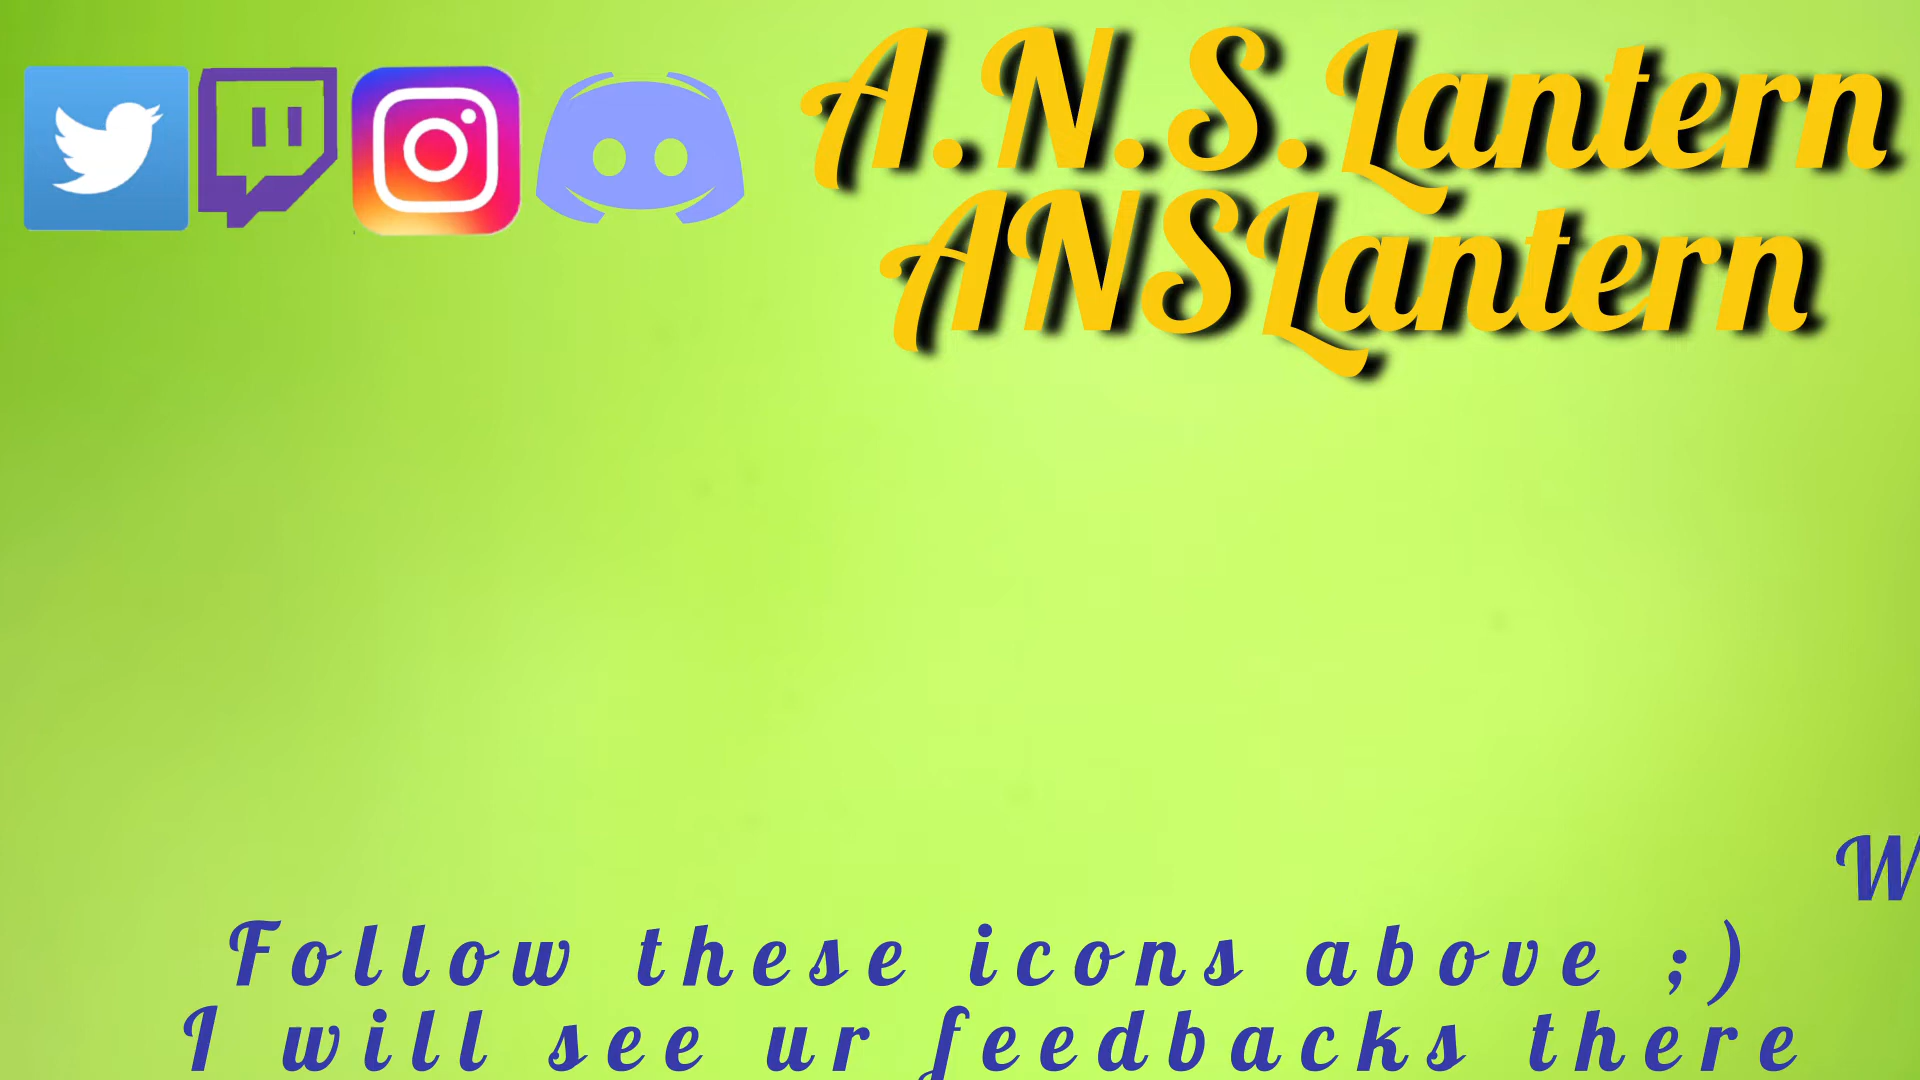 A.N.S.Lantern
ANSLantern
W
Follow these icons above ;)
I will see ur feedbacks there